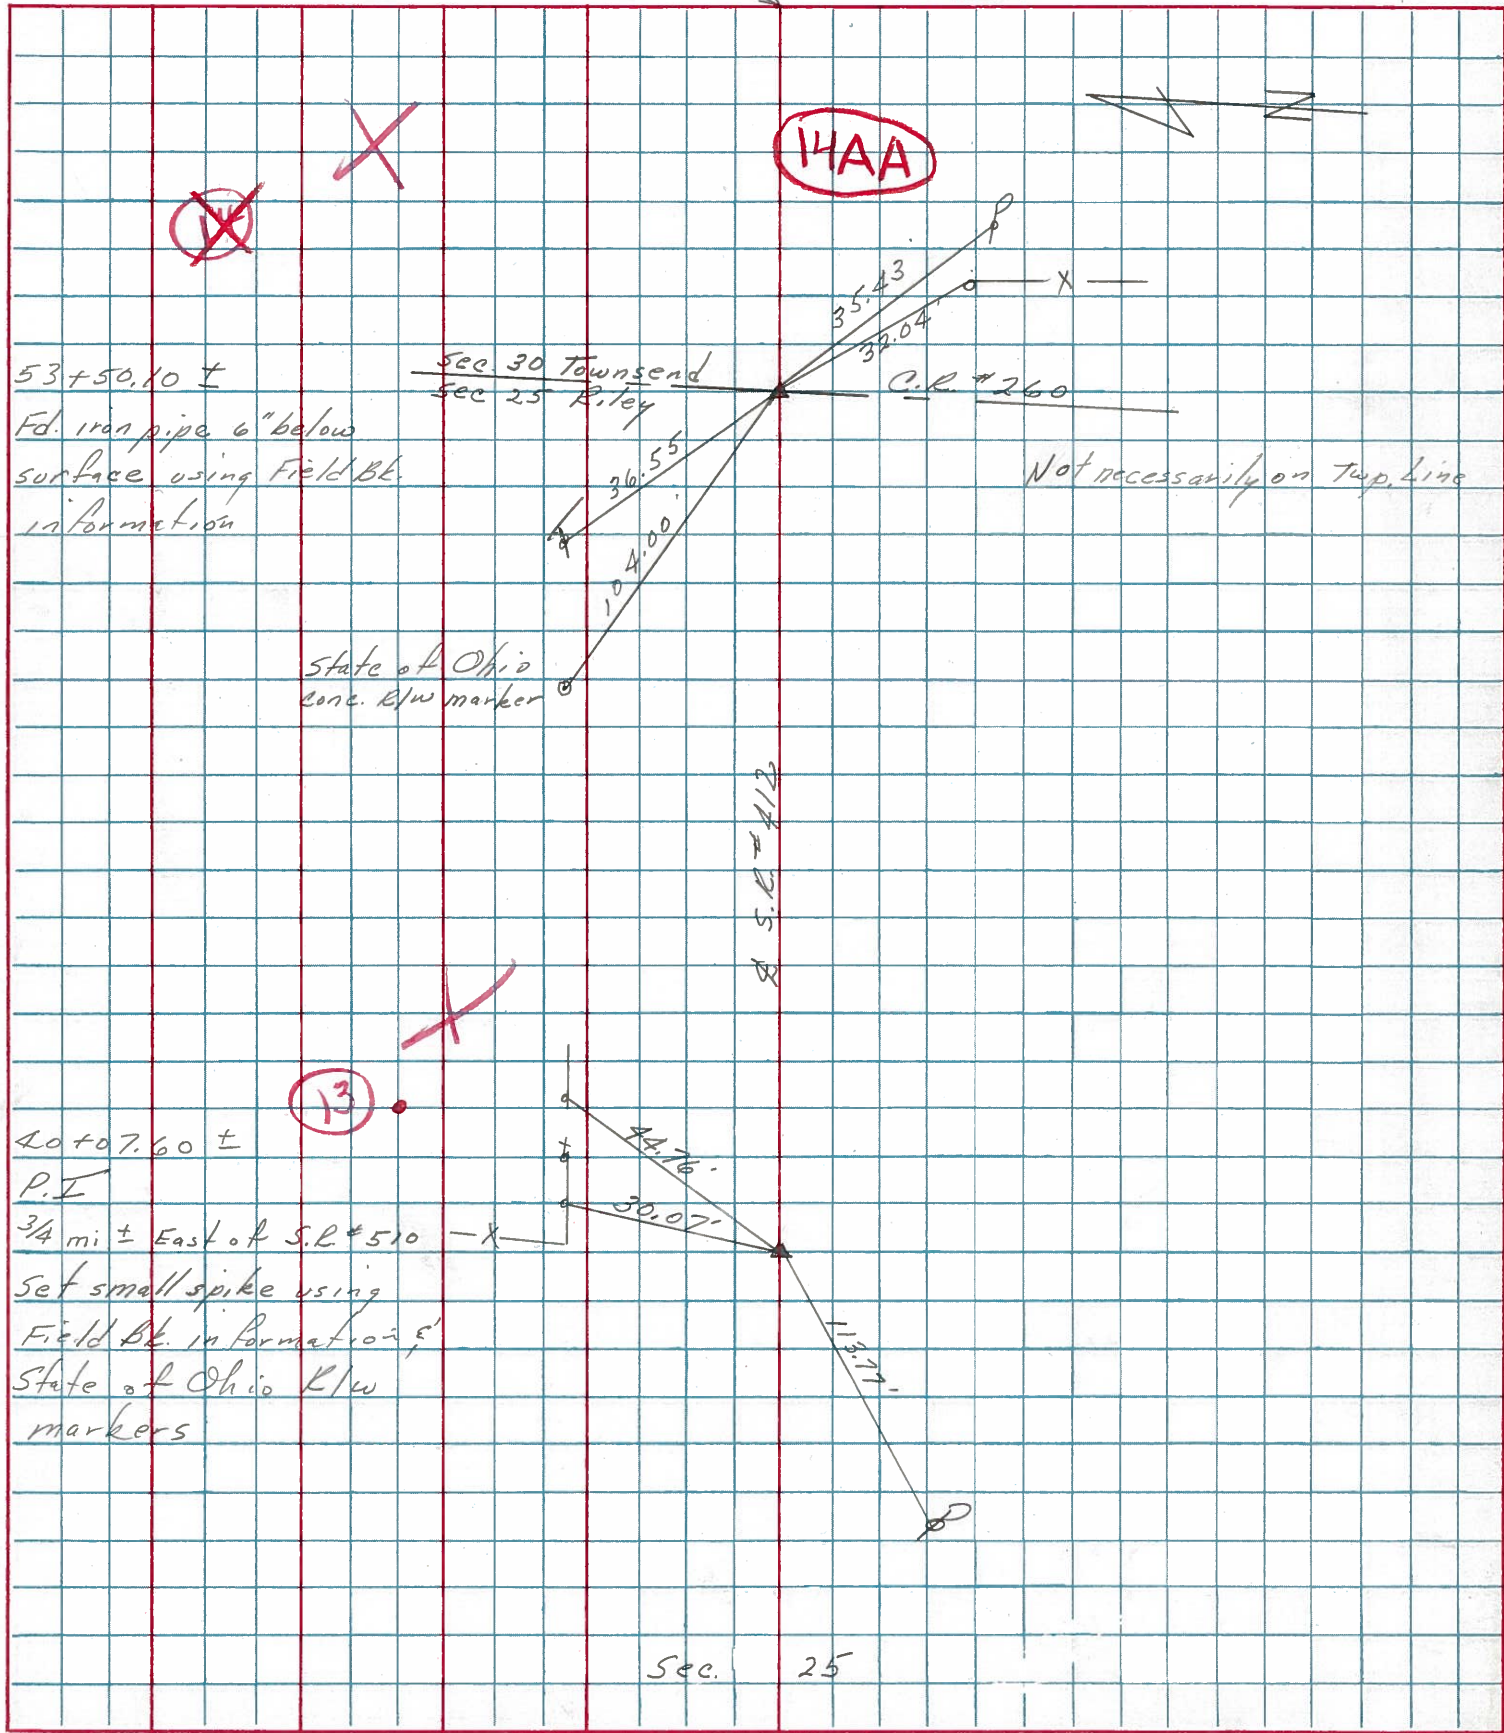 N
14AA
14
35.43'
X
32.04'
Sec. 30 Townsend
Sec 25 Riley
C.R. #260
53+50.10 ±
Fd. iron pipe 6" below
surface using Field Bk.
information
36.55
Not necessarily on Twp. Line
104.00'
State of Ohio
conc. R/W marker
℄ S.R. #412
13
40+07.60 ±
P.I
3/4 mi ± East of S.R. #510 —X—
Set small spike using
Field Bk. information &
State of Ohio R/W
markers
44.76'
30.07'
113.77'
Sec. 25